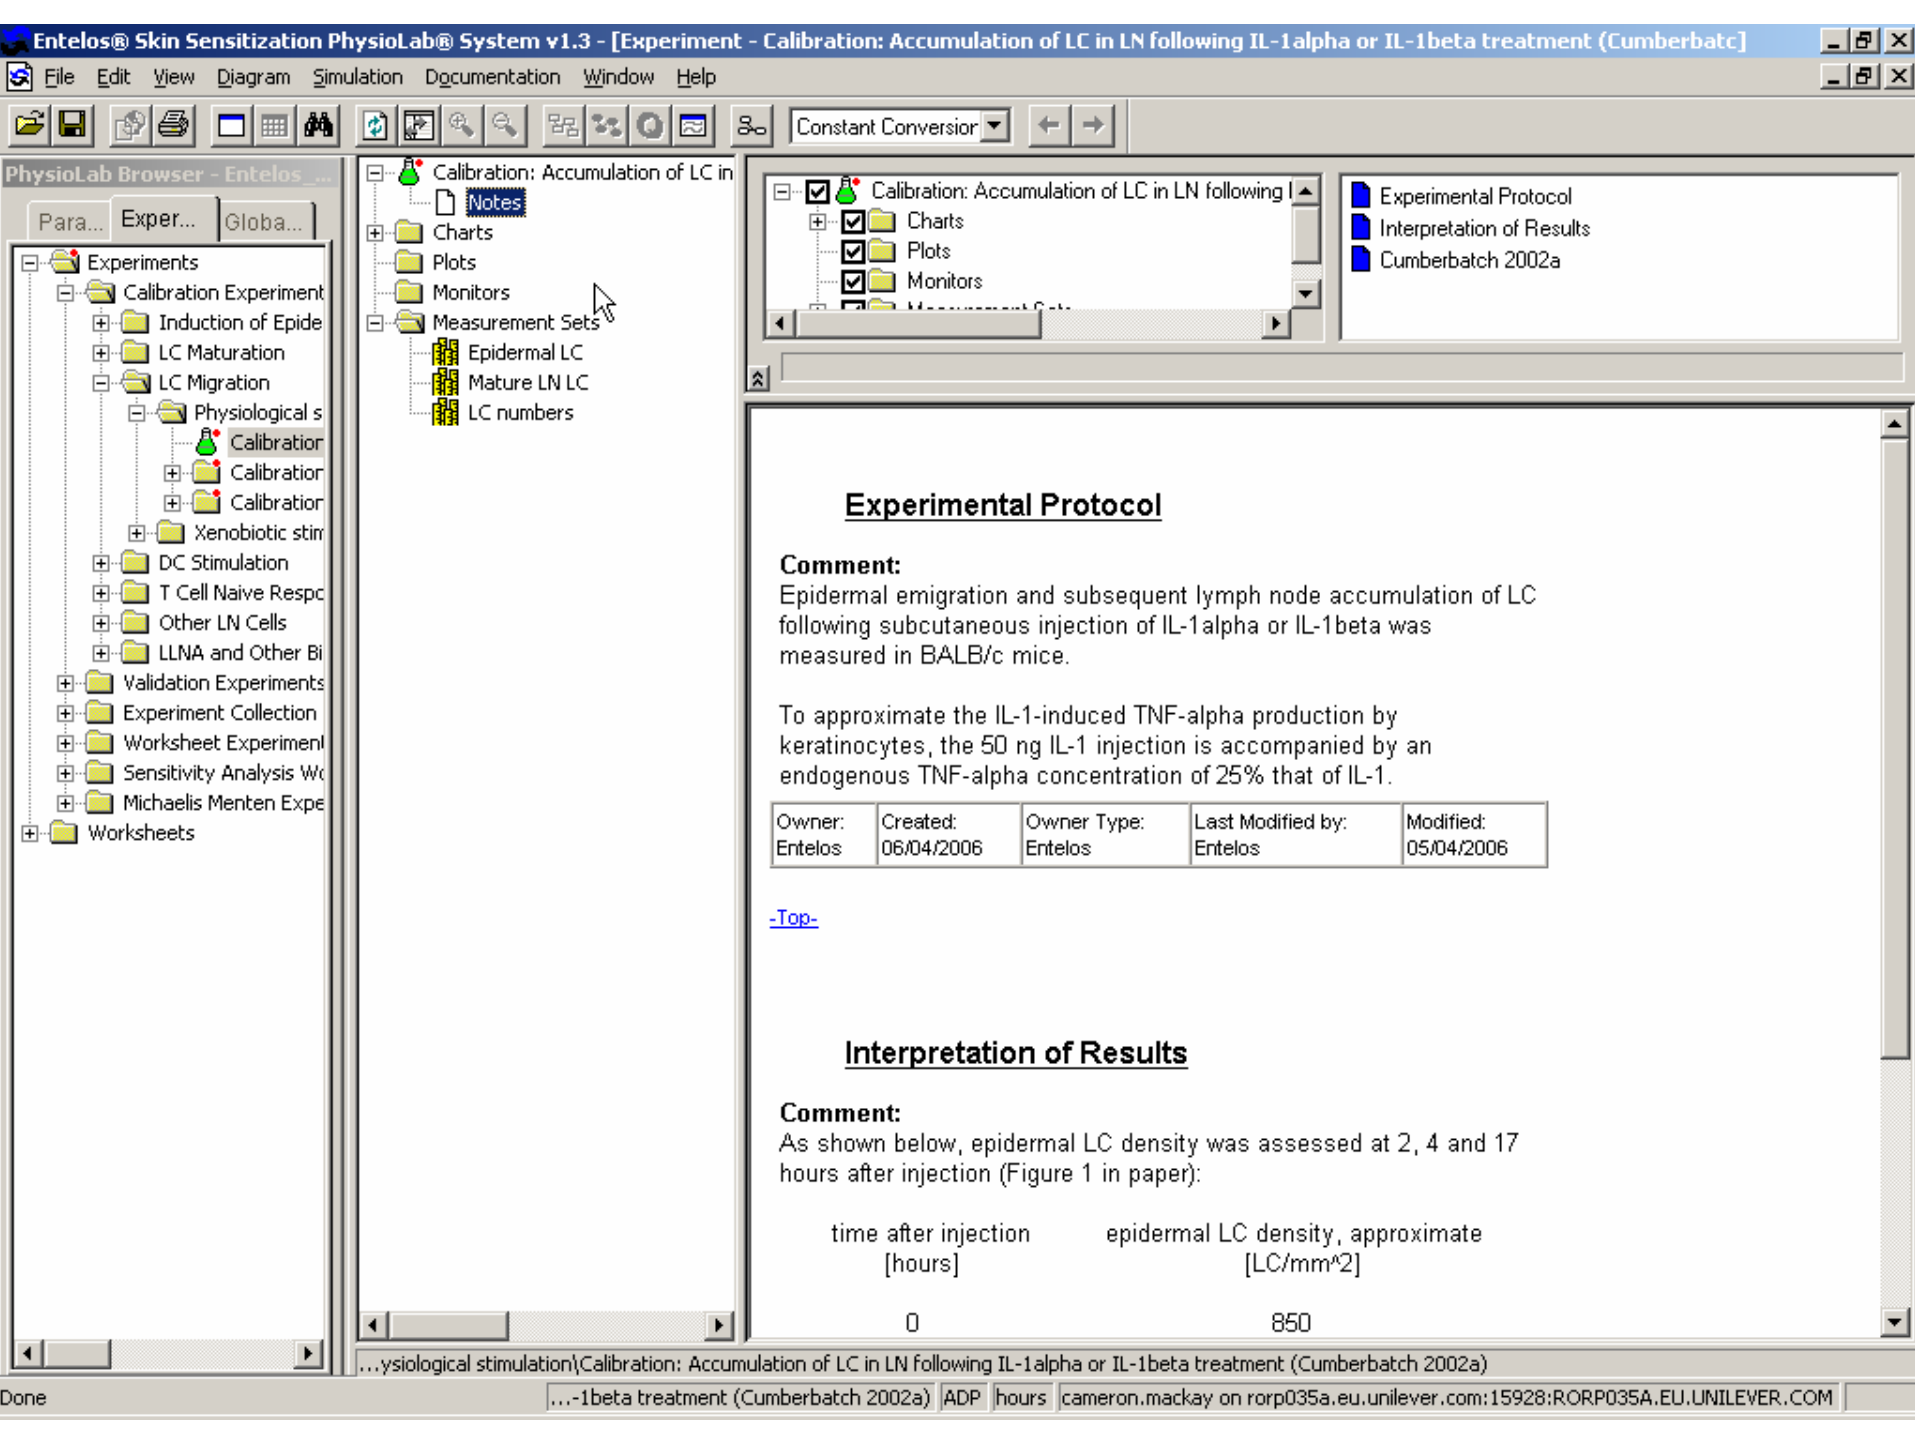 Entelos® Skin Sensitization PhysioLab® System v1.3 - [Experiment - Calibration: Accumulation of LC in LN following IL-1alpha or IL-1beta treatment (Cumberbatc]
File Edit View Diagram Simulation Documentation Window Help
Constant Conversior
PhysioLab Browser - Entelos_...
Para... Exper... Globa...
Experiments
Calibration Experiment
Induction of Epide
LC Maturation
LC Migration
Physiological s
Calibration
Calibration
Calibration
Xenobiotic stim
DC Stimulation
T Cell Naive Respo
Other LN Cells
LLNA and Other Bi
Validation Experiments
Experiment Collection
Worksheet Experiment
Sensitivity Analysis Wo
Michaelis Menten Expe
Worksheets
Calibration: Accumulation of LC in
Notes
Charts
Plots
Monitors
Measurement Sets
Epidermal LC
Mature LN LC
LC numbers
Calibration: Accumulation of LC in LN following I
Charts
Plots
Monitors
Measurement Sets
Experimental Protocol
Interpretation of Results
Cumberbatch 2002a
Experimental Protocol
Comment:
Epidermal emigration and subsequent lymph node accumulation of LC
following subcutaneous injection of IL-1alpha or IL-1beta was
measured in BALB/c mice.
To approximate the IL-1-induced TNF-alpha production by
keratinocytes, the 50 ng IL-1 injection is accompanied by an
endogenous TNF-alpha concentration of 25% that of IL-1.
Owner: Created: Owner Type: Last Modified by: Modified:
Entelos 06/04/2006 Entelos Entelos 05/04/2006
-Top-
Interpretation of Results
Comment:
As shown below, epidermal LC density was assessed at 2, 4 and 17
hours after injection (Figure 1 in paper):
time after injection epidermal LC density, approximate
[hours] [LC/mm^2]
0 850
...ysiological stimulation\Calibration: Accumulation of LC in LN following IL-1alpha or IL-1beta treatment (Cumberbatch 2002a)
Done ...-1beta treatment (Cumberbatch 2002a) ADP hours cameron.mackay on rorp035a.eu.unilever.com:15928:RORP035A.EU.UNILEVER.COM